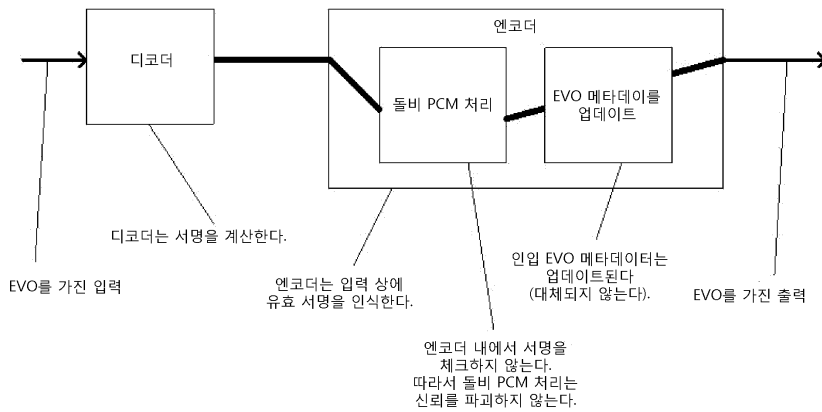 엔코더
디코더
돌비 PCM 처리
EVO 메타데이를
업데이트
디코더는 서명을 계산한다.
EVO를 가진 입력
엔코더는 입력 상에
유효 서명을 인식한다.
인입 EVO 메타데이터는
업데이트된다
(대체되지 않는다).
EVO를 가진 출력
엔코더 내에서 서명을
체크하지 않는다.
따라서 돌비 PCM 처리는
신뢰를 파괴하지 않는다.